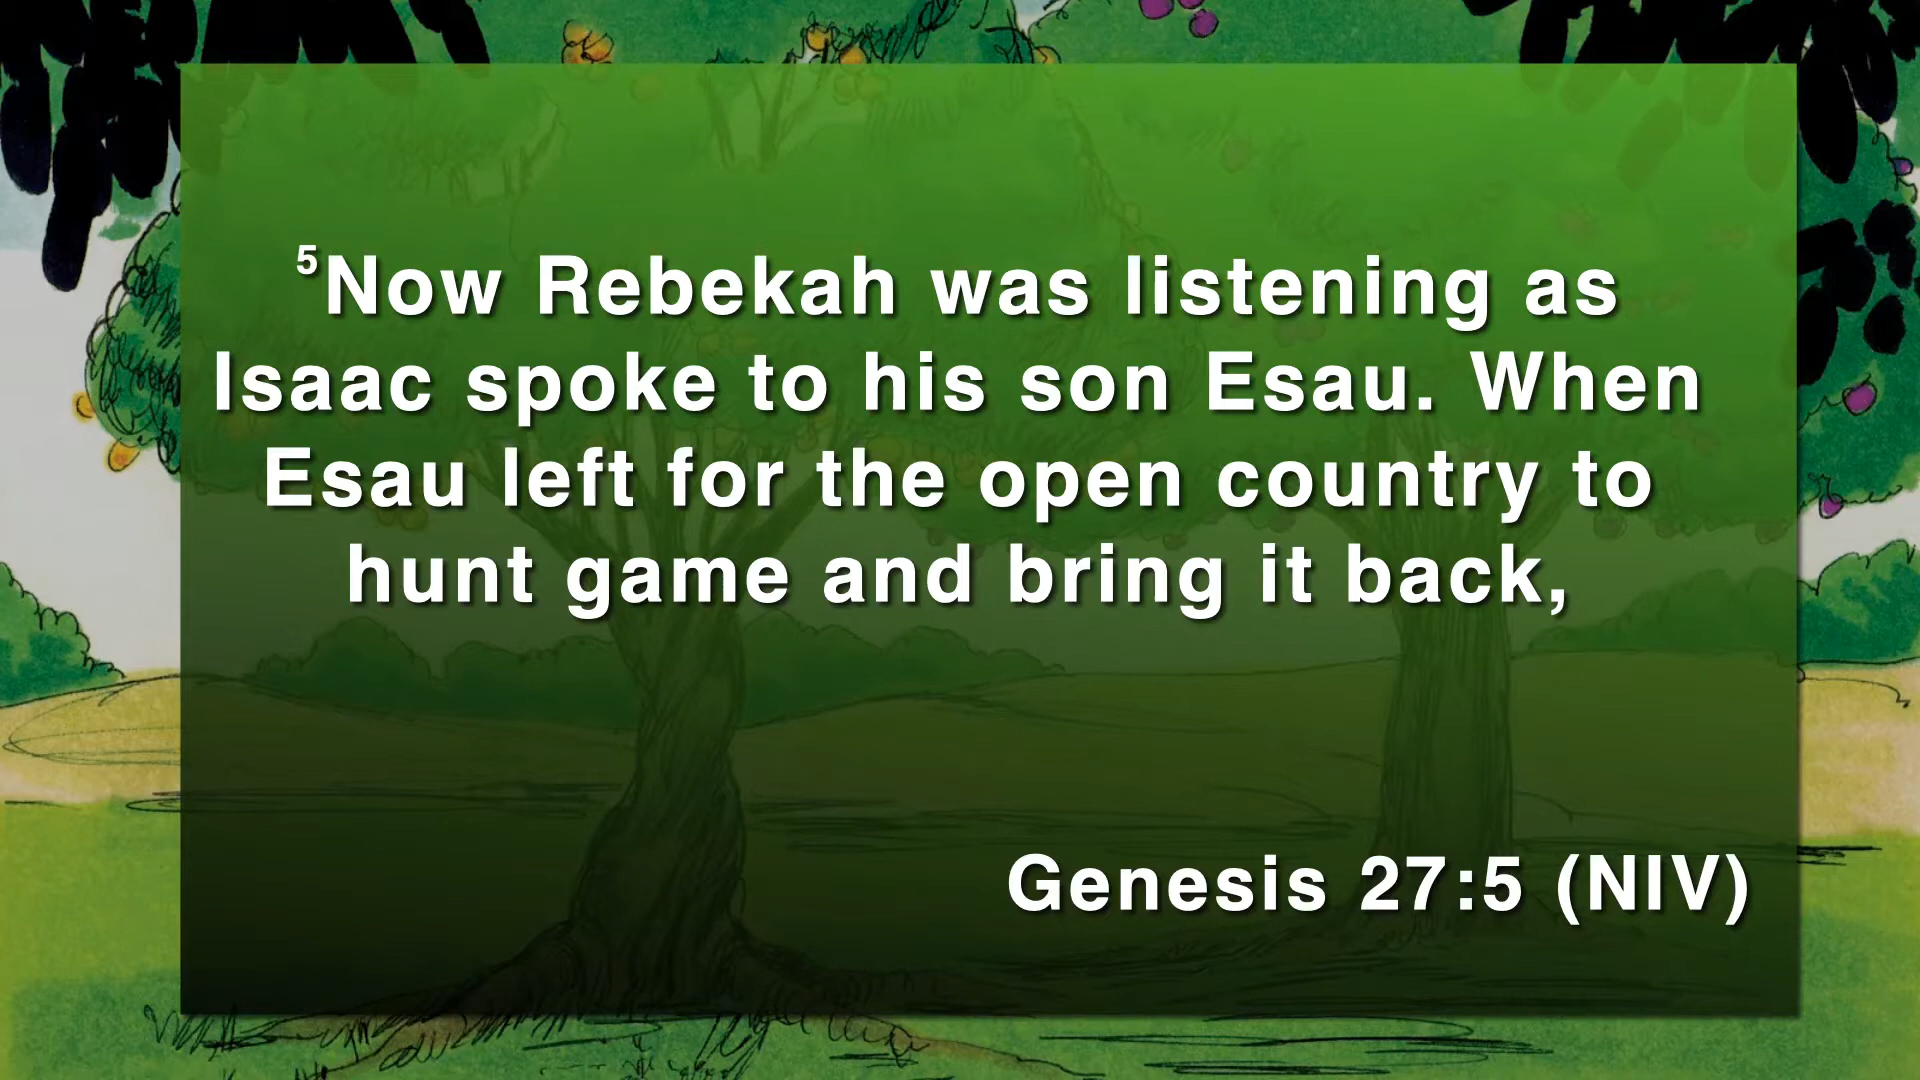 ⁵Now Rebekah was listening as
Isaac spoke to his son Esau. When
Esau left for the open country to
hunt game and bring it back,
Genesis 27:5 (NIV)